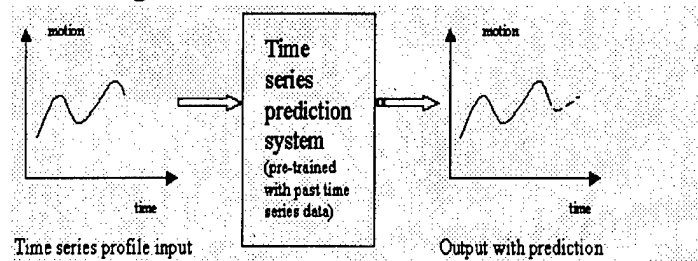 motion
time
Time series profile input
Time
series
prediction
system
(pre-trained
with past time
series data)
motion
time
Output with prediction